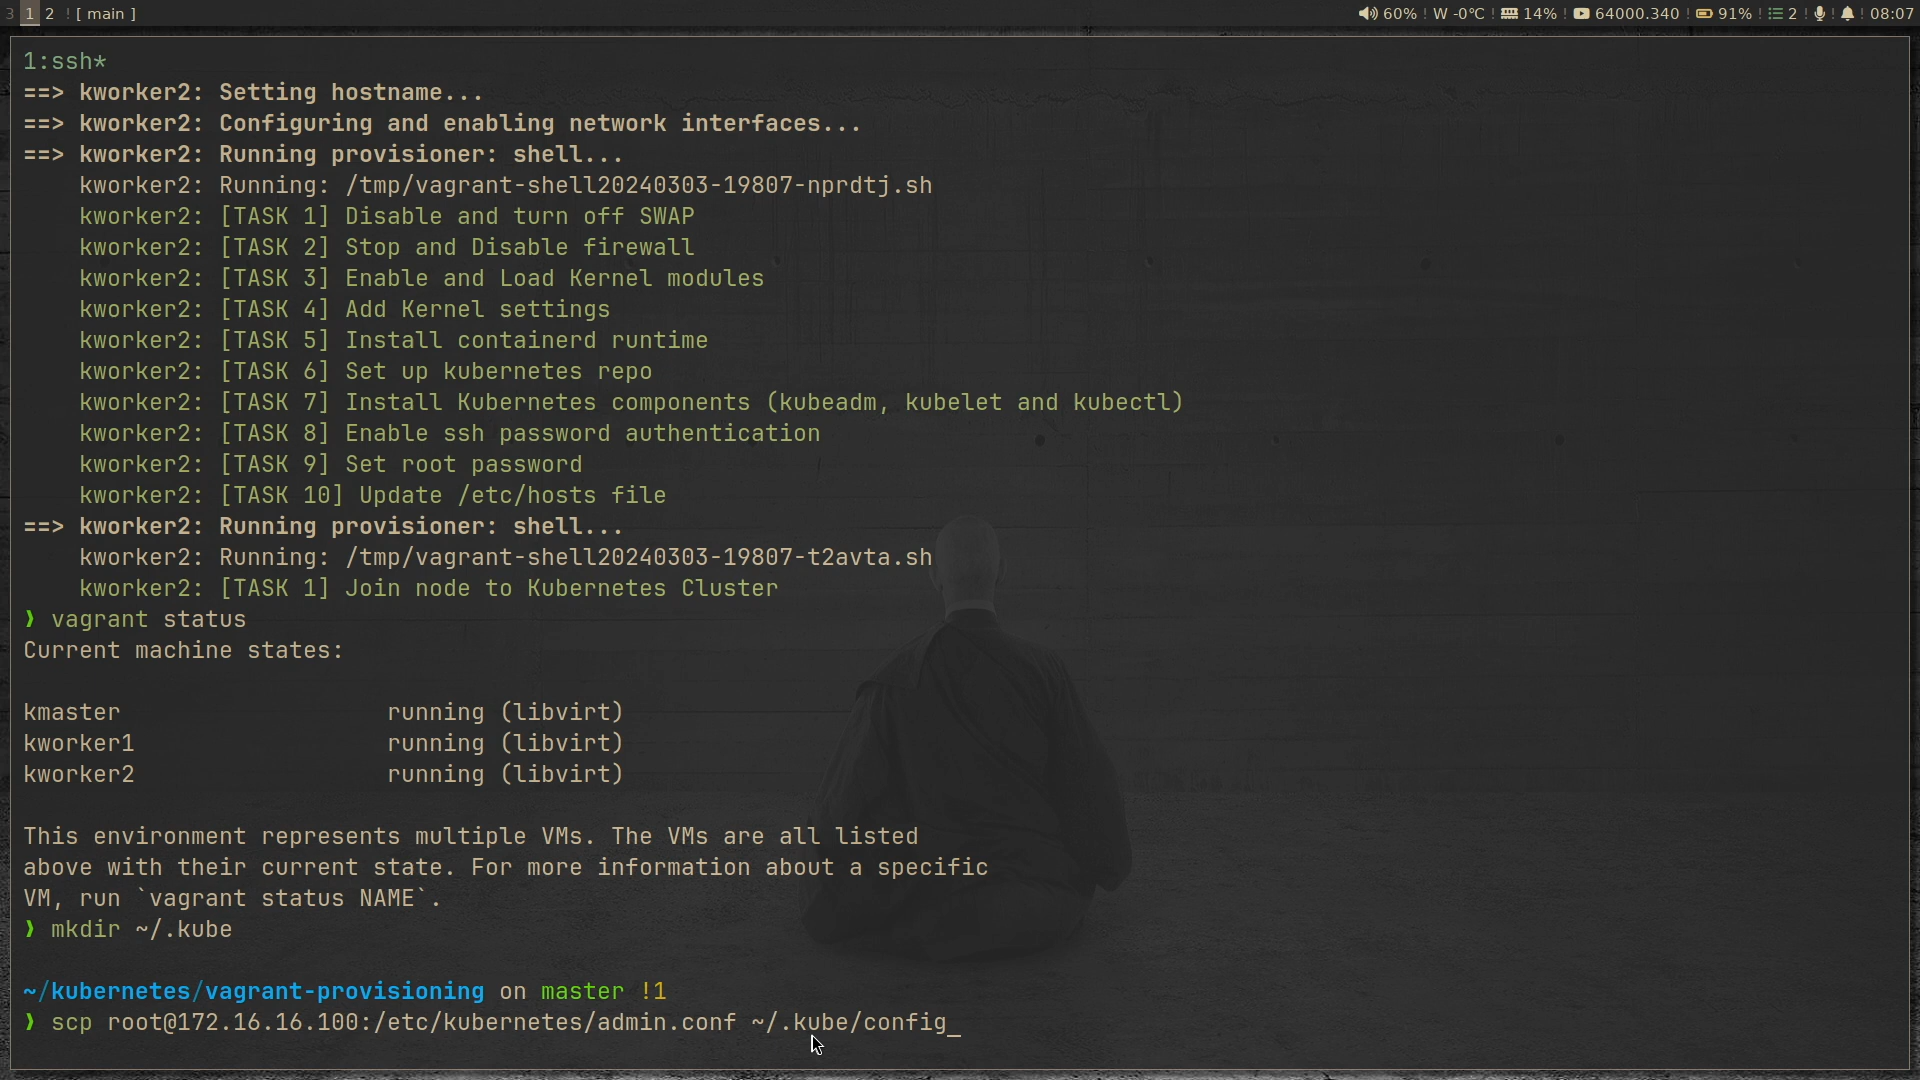 3 1 2 ! [ main ] 60% ! W -0℃ ! 14% ! 64000.340 ! 91% ! 2 ! ! ! 08:07
1:ssh*
==> kworker2: Setting hostname...
==> kworker2: Configuring and enabling network interfaces...
==> kworker2: Running provisioner: shell...
kworker2: Running: /tmp/vagrant-shell20240303-19807-nprdtj.sh
kworker2: [TASK 1] Disable and turn off SWAP
kworker2: [TASK 2] Stop and Disable firewall
kworker2: [TASK 3] Enable and Load Kernel modules
kworker2: [TASK 4] Add Kernel settings
kworker2: [TASK 5] Install containerd runtime
kworker2: [TASK 6] Set up kubernetes repo
kworker2: [TASK 7] Install Kubernetes components (kubeadm, kubelet and kubectl)
kworker2: [TASK 8] Enable ssh password authentication
kworker2: [TASK 9] Set root password
kworker2: [TASK 10] Update /etc/hosts file
==> kworker2: Running provisioner: shell...
kworker2: Running: /tmp/vagrant-shell20240303-19807-t2avta.sh
kworker2: [TASK 1] Join node to Kubernetes Cluster
❯ vagrant status
Current machine states:
kmaster running (libvirt)
kworker1 running (libvirt)
kworker2 running (libvirt)
This environment represents multiple VMs. The VMs are all listed
above with their current state. For more information about a specific
VM, run `vagrant status NAME`.
❯ mkdir ~/.kube
~/kubernetes/vagrant-provisioning on master !1
❯ scp root@172.16.16.100:/etc/kubernetes/admin.conf ~/.kube/config_